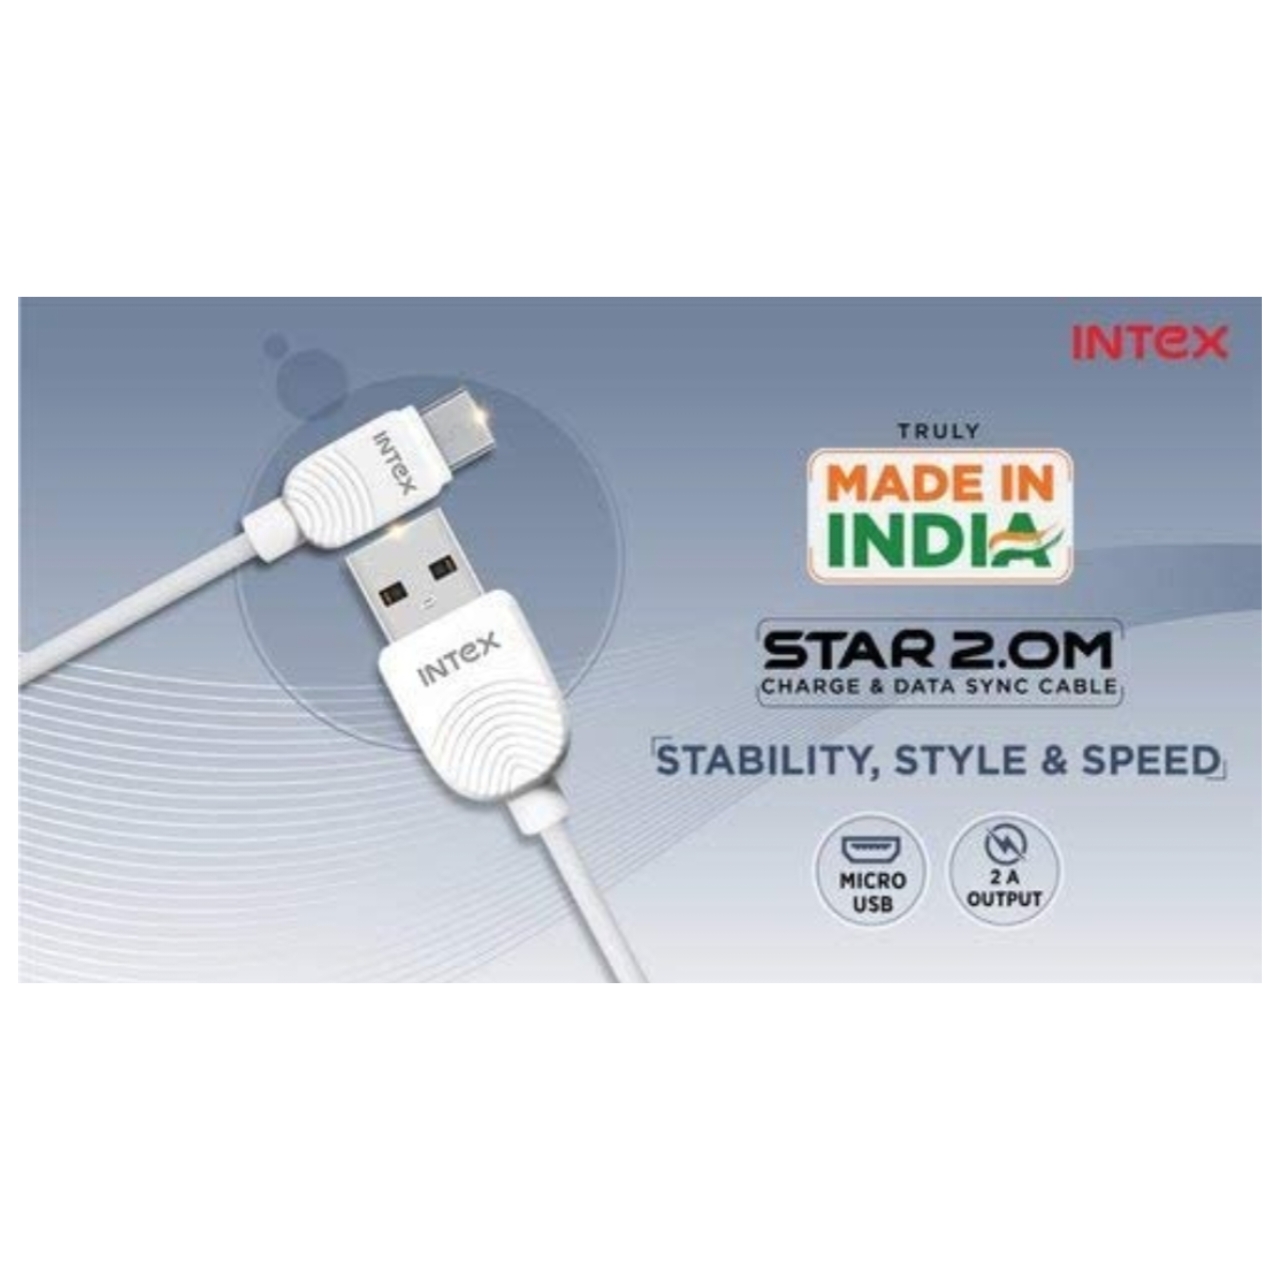 INTEX
TRULY
MADE IN
INDIA
STAR 2.0M
CHARGE & DATA SYNC CABLE
STABILITY, STYLE & SPEED
MICRO
USB
2 A
OUTPUT
INTEX
INTEX